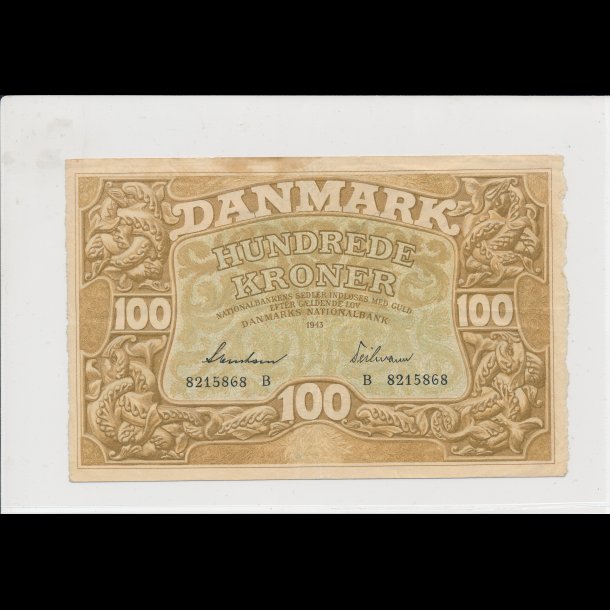 DANMARK
HUNDREDE
KRONER
NATIONALBANKENS SEDLER INDLØSES MED GULD
EFTER GÆLDENDE LOV
DANMARKS NATIONALBANK
1943
100 100
Svendsen
8215868 B B 8215868
100